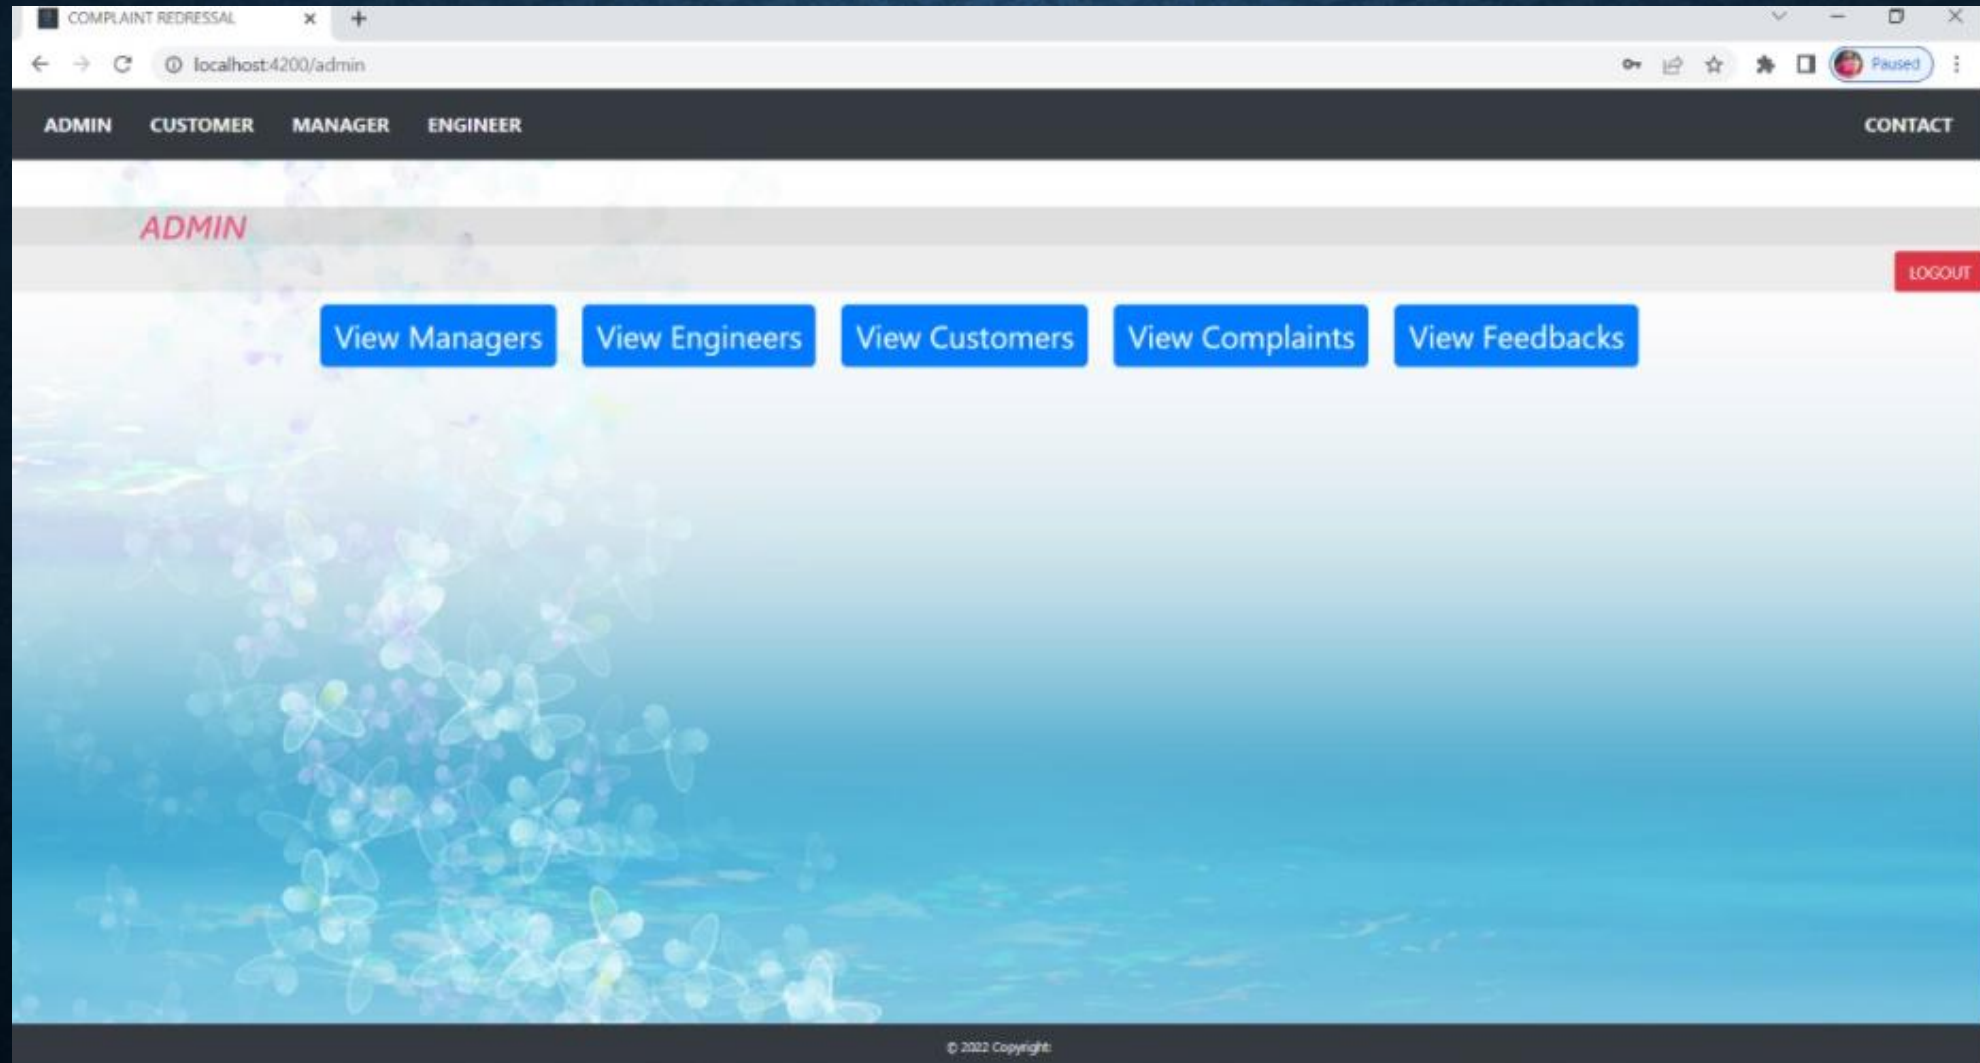 COMPLAINT REDRESSAL
localhost:4200/admin
Paused
ADMIN CUSTOMER MANAGER ENGINEER CONTACT
ADMIN
LOGOUT
View Managers View Engineers View Customers View Complaints View Feedbacks
© 2022 Copyright: